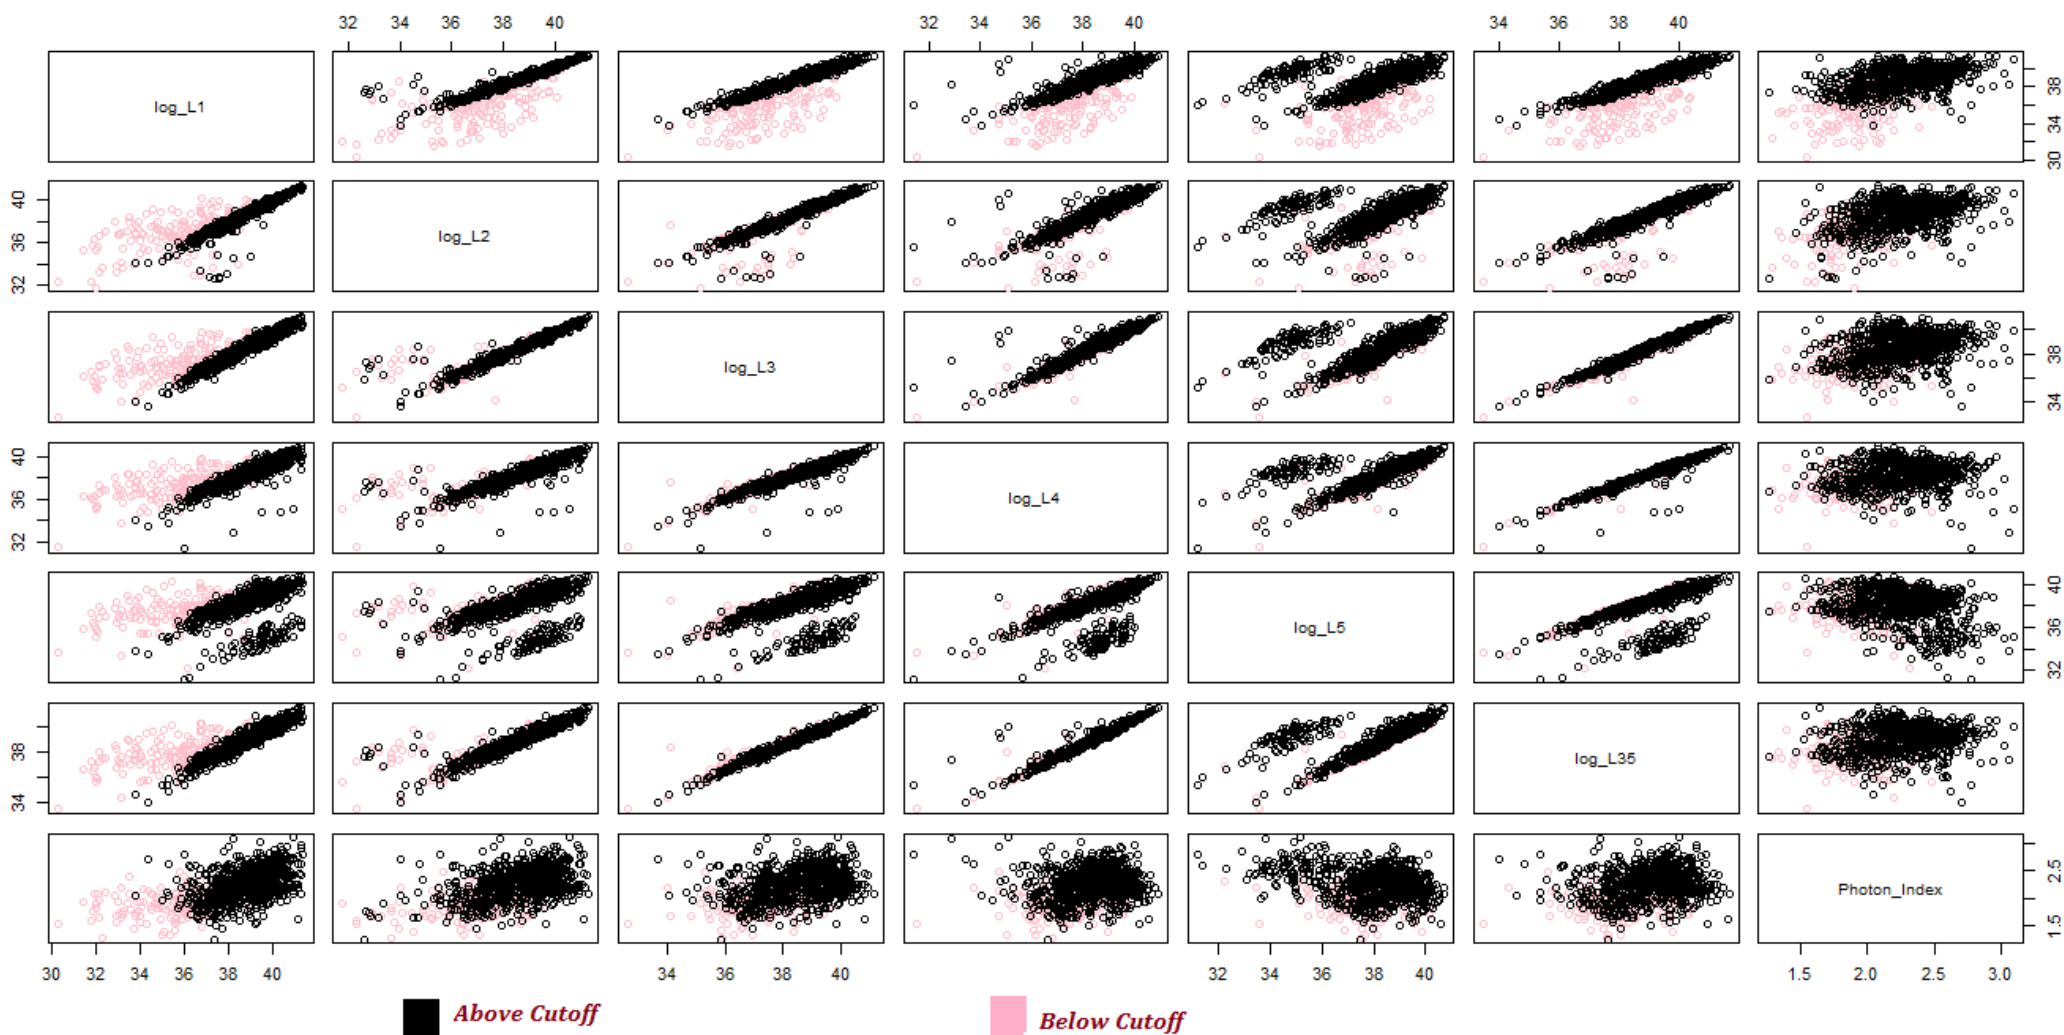 32 34 36 38 40 32 34 36 38 40 34 36 38 40
log_L1
30 34 38
32 36 40
log_L2
log_L3
34 38
32 36 40
log_L4
log_L5
32 36 40
34 38
log_L35
Photon_Index
1.5 2.5
30 32 34 36 38 40 34 36 38 40 32 34 36 38 40 1.5 2.0 2.5 3.0
Above Cutoff Below Cutoff